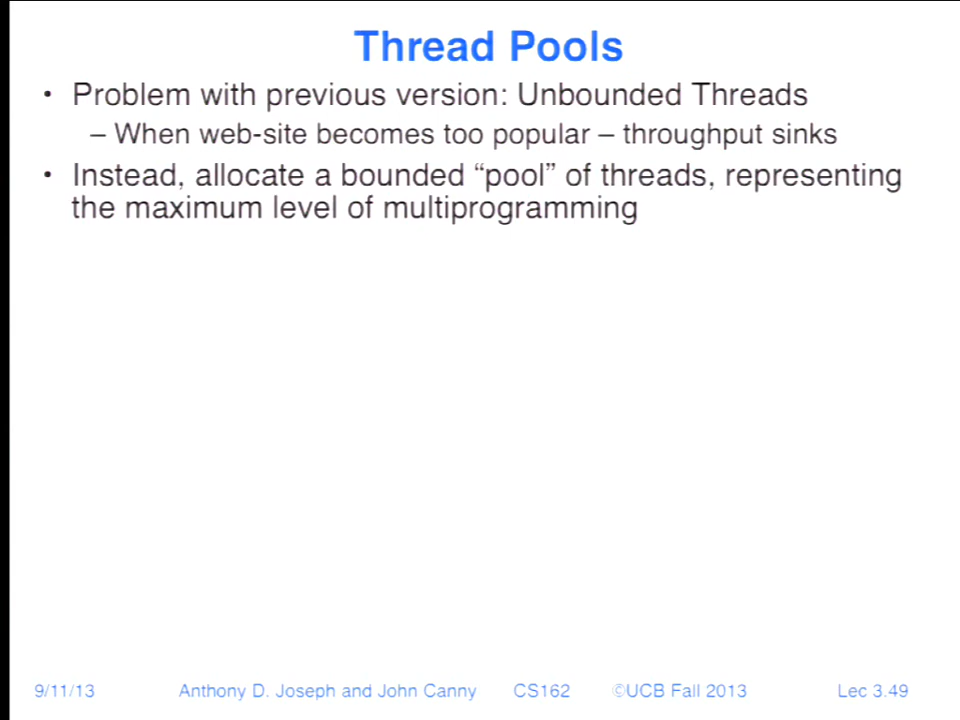 Thread Pools
• Problem with previous version: Unbounded Threads
– When web-site becomes too popular – throughput sinks
• Instead, allocate a bounded “pool” of threads, representing
the maximum level of multiprogramming
9/11/13 Anthony D. Joseph and John Canny CS162 ©UCB Fall 2013 Lec 3.49